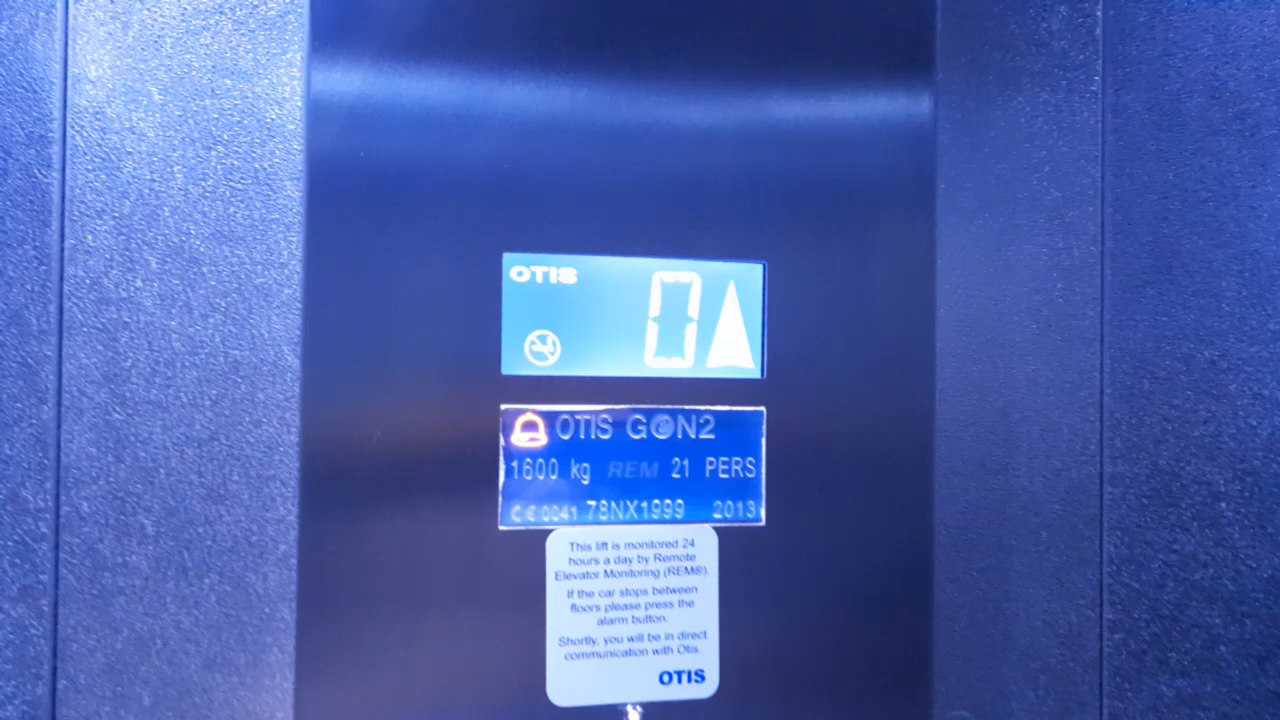 OTIS
0
OTIS GeN2
1600 kg REM 21 PERS
CE 0041 78NX1999 2013
This lift is monitored 24
hours a day by Remote
Elevator Monitoring (REM®).
If the car stops between
floors please press the
alarm button.
Shortly, you will be in direct
communication with Otis.
OTIS